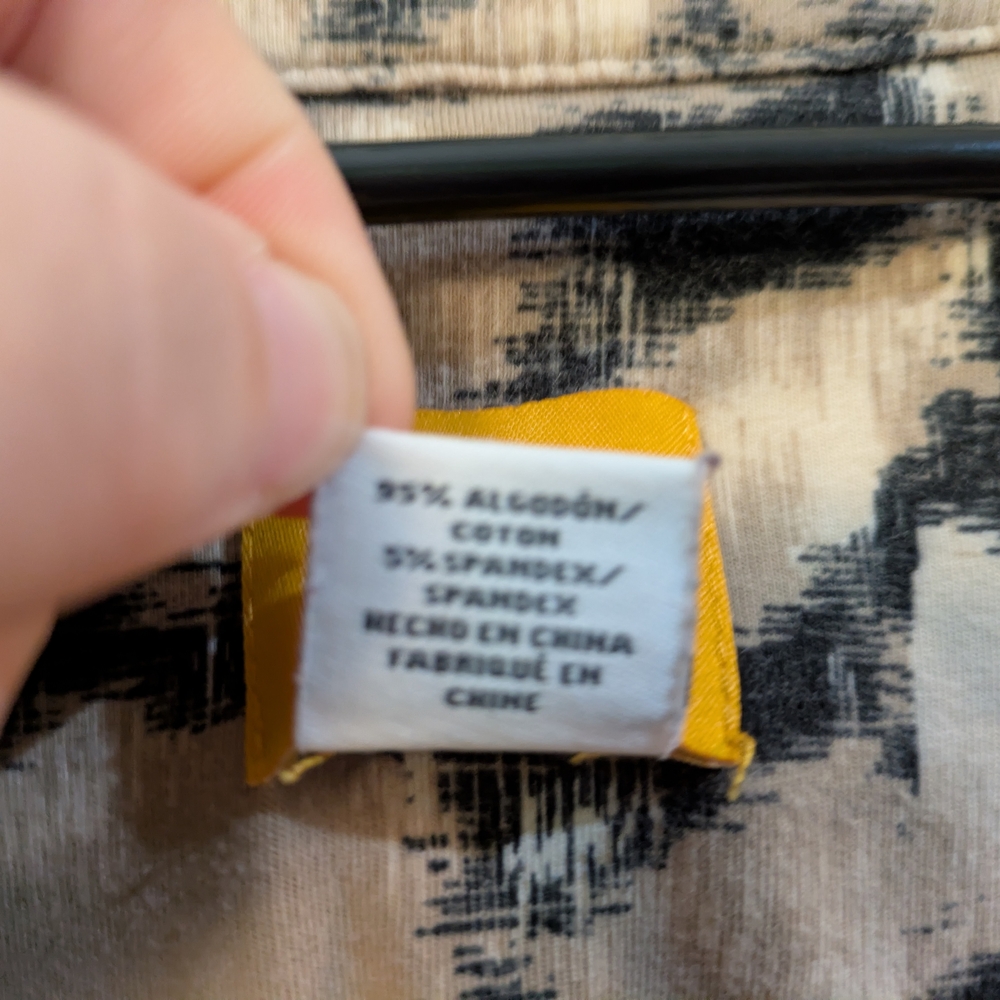 95% ALGODÓN/
COTON
5% SPANDEX/
SPANDEX
HECHO EN CHINA
FABRIQUÉ EN
CHINE